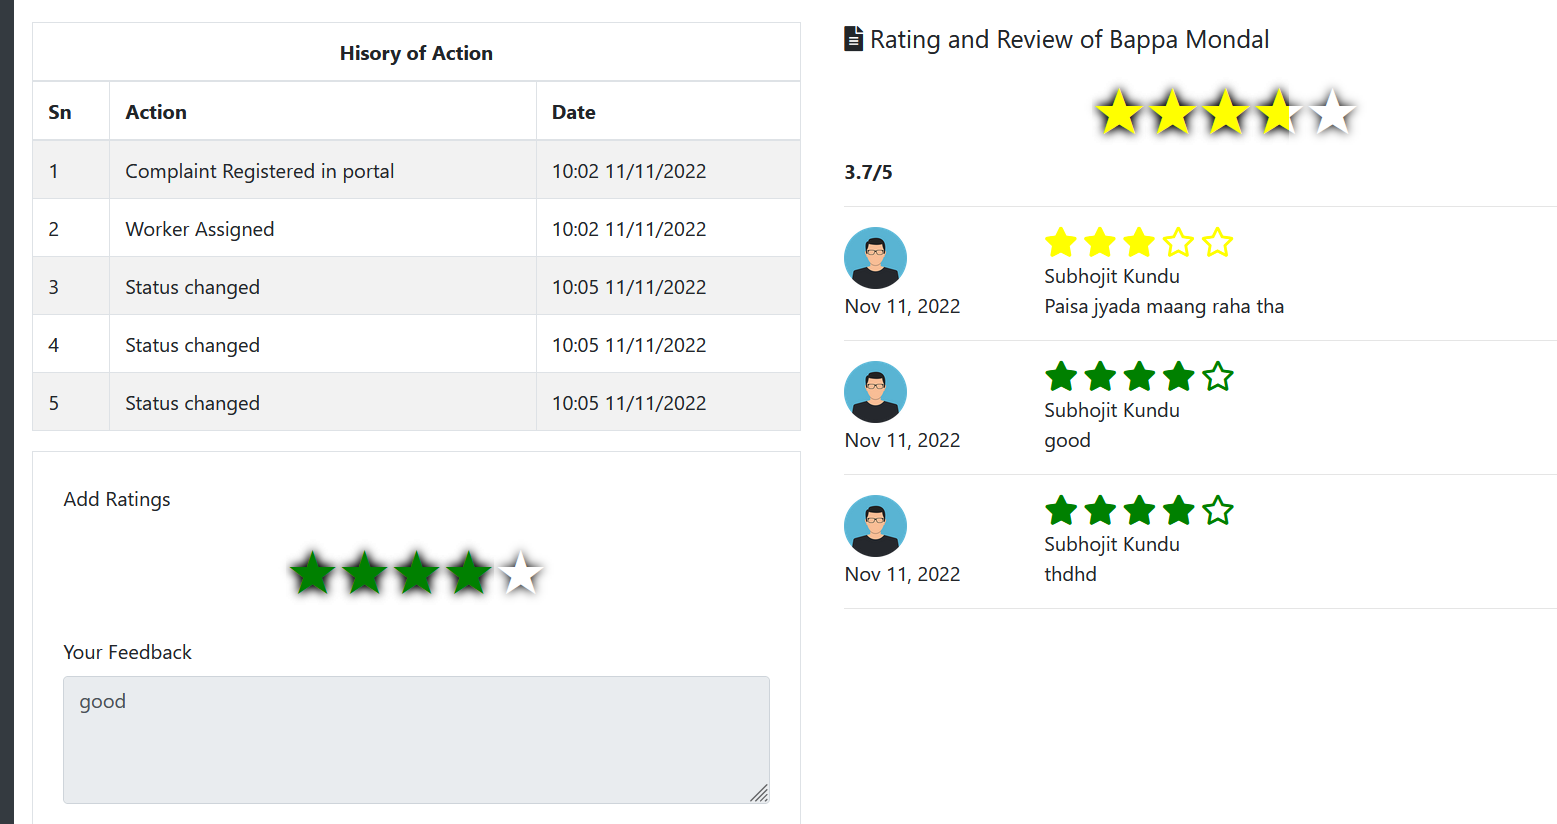 Hisory of Action
Sn Action Date
1 Complaint Registered in portal 10:02 11/11/2022
2 Worker Assigned 10:02 11/11/2022
3 Status changed 10:05 11/11/2022
4 Status changed 10:05 11/11/2022
5 Status changed 10:05 11/11/2022
Add Ratings
Your Feedback
good
Rating and Review of Bappa Mondal
3.7/5
Subhojit Kundu
Nov 11, 2022 Paisa jyada maang raha tha
Subhojit Kundu
Nov 11, 2022 good
Subhojit Kundu
Nov 11, 2022 thdhd